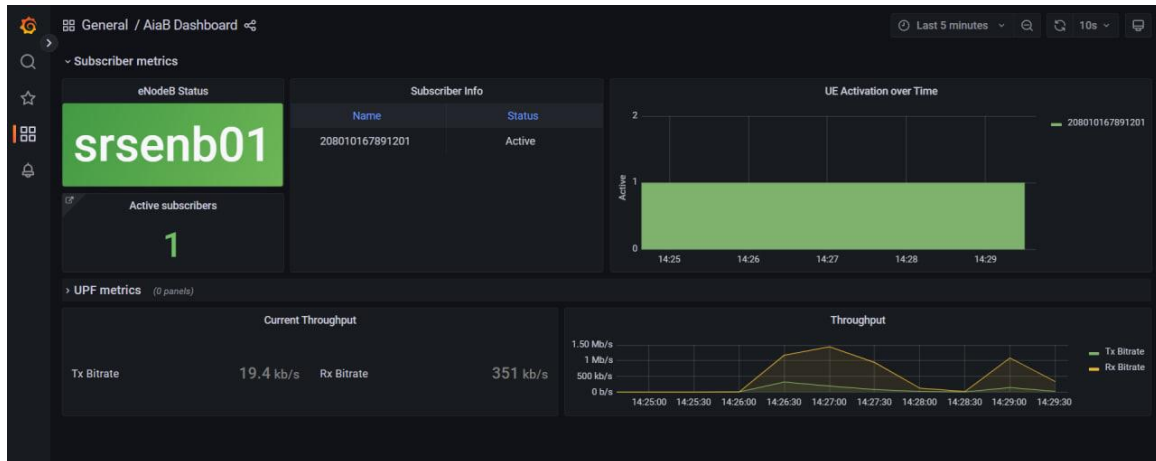 General / AiaB Dashboard
Last 5 minutes
10s
Subscriber metrics
eNodeB Status
srsenb01
Active subscribers
1
Subscriber Info
Name Status
208010167891201 Active
UE Activation over Time
2
1
0
Active
14:25 14:26 14:27 14:28 14:29
208010167891201
UPF metrics (0 panels)
Current Throughput
Tx Bitrate 19.4 kb/s Rx Bitrate 351 kb/s
Throughput
1.50 Mb/s
1 Mb/s
500 kb/s
0 b/s
14:25:00 14:25:30 14:26:00 14:26:30 14:27:00 14:27:30 14:28:00 14:28:30 14:29:00 14:29:30
Tx Bitrate
Rx Bitrate